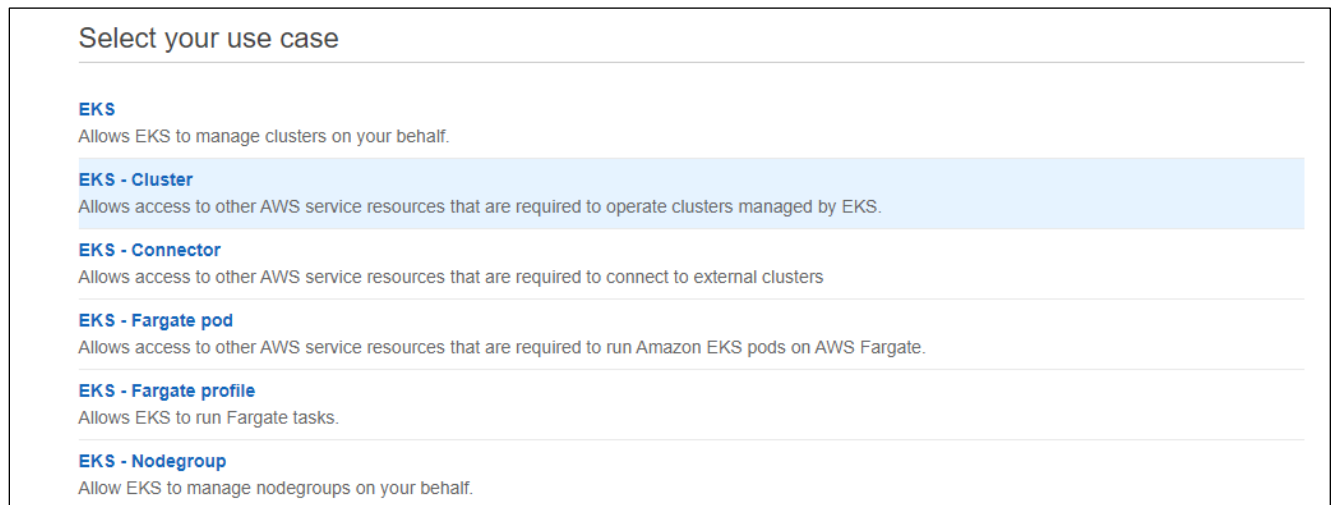 Select your use case
EKS
Allows EKS to manage clusters on your behalf.
EKS - Cluster
Allows access to other AWS service resources that are required to operate clusters managed by EKS.
EKS - Connector
Allows access to other AWS service resources that are required to connect to external clusters
EKS - Fargate pod
Allows access to other AWS service resources that are required to run Amazon EKS pods on AWS Fargate.
EKS - Fargate profile
Allows EKS to run Fargate tasks.
EKS - Nodegroup
Allow EKS to manage nodegroups on your behalf.